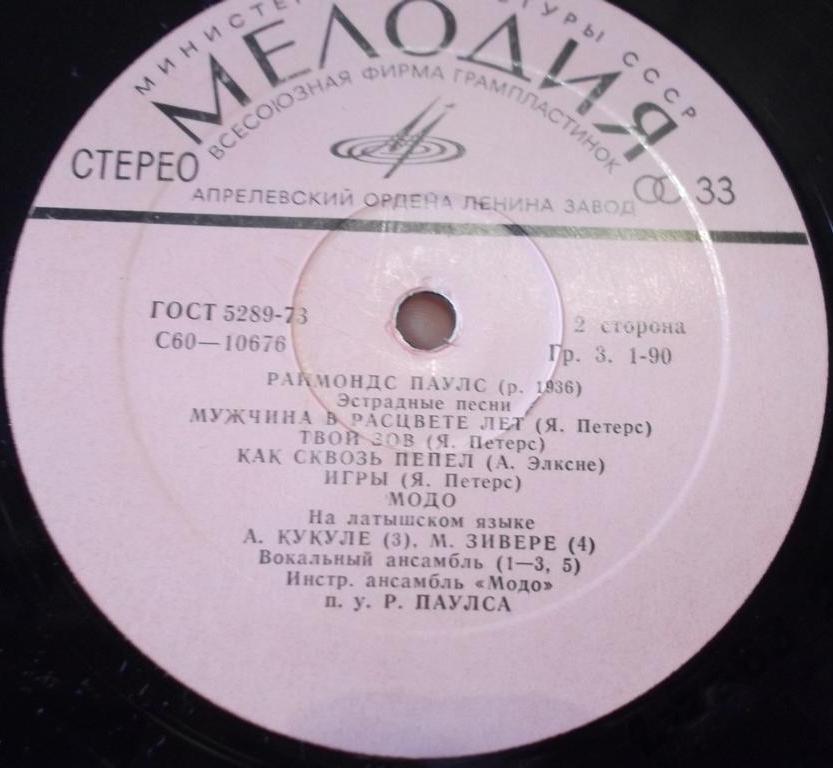 МИНИСТЕР ТУРЫ СССР
МЕЛОДИЯ
ВСЕСОЮЗНАЯ ФИРМА ГРАМПЛАСТИНОК
СТЕРЕО
33
АПРЕЛЕВСКИЙ ОРДЕНА ЛЕНИНА ЗАВОД
ГОСТ 5289-73
2 сторона
С60—10676
Гр. 3. 1-90
РАЙМОНДС ПАУЛС (р. 1936)
Эстрадные песни
МУЖЧИНА В РАСЦВЕТЕ ЛЕТ (Я. Петерс)
ТВОЙ ЗОВ (Я. Петерс)
КАК СКВОЗЬ ПЕПЕЛ (А. Элксне)
ИГРЫ (Я. Петерс)
МОДО
На латышском языке
А. КУКУЛЕ (3), М. ЗИВЕРЕ (4)
Вокальный ансамбль (1—3, 5)
Инстр. ансамбль «Модо»
п. у. Р. ПАУЛСА